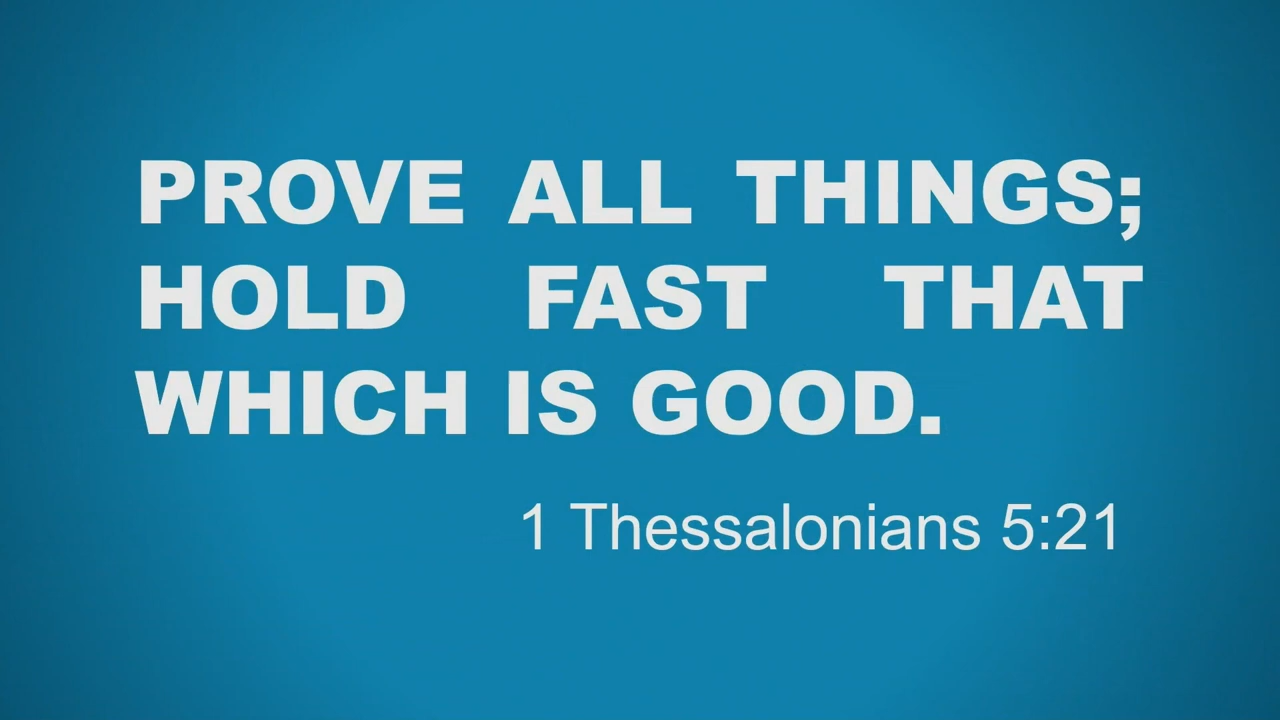 PROVE ALL THINGS;
HOLD FAST THAT
WHICH IS GOOD.
1 Thessalonians 5:21